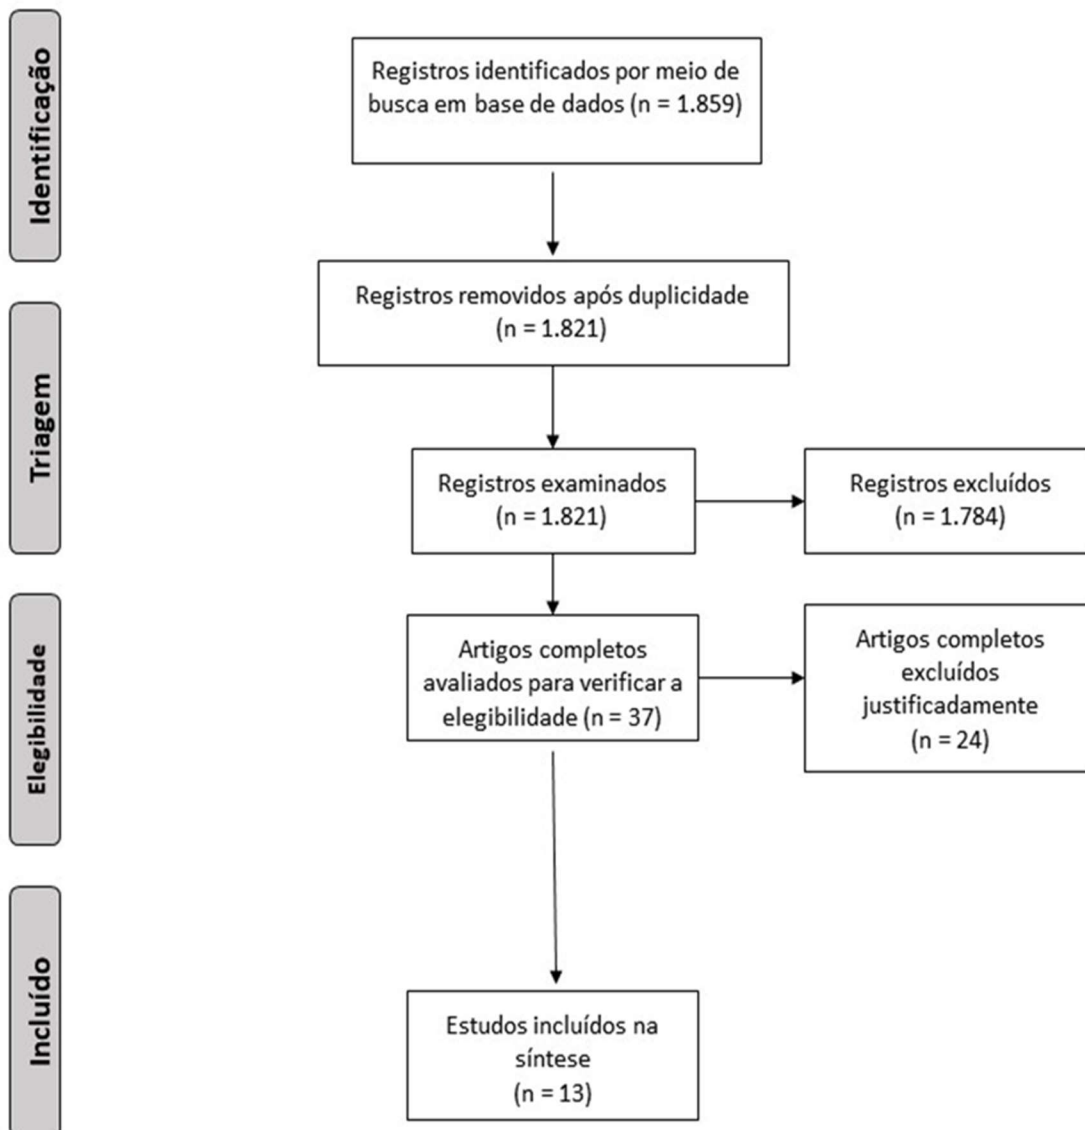 Identificação
Registros identificados por meio de
busca em base de dados (n = 1.859)
Triagem
Registros removidos após duplicidade
(n = 1.821)
Registros examinados
(n = 1.821)
Registros excluídos
(n = 1.784)
Elegibilidade
Artigos completos
avaliados para verificar a
elegibilidade (n = 37)
Artigos completos
excluídos
justificadamente
(n = 24)
Incluído
Estudos incluídos na
síntese
(n = 13)